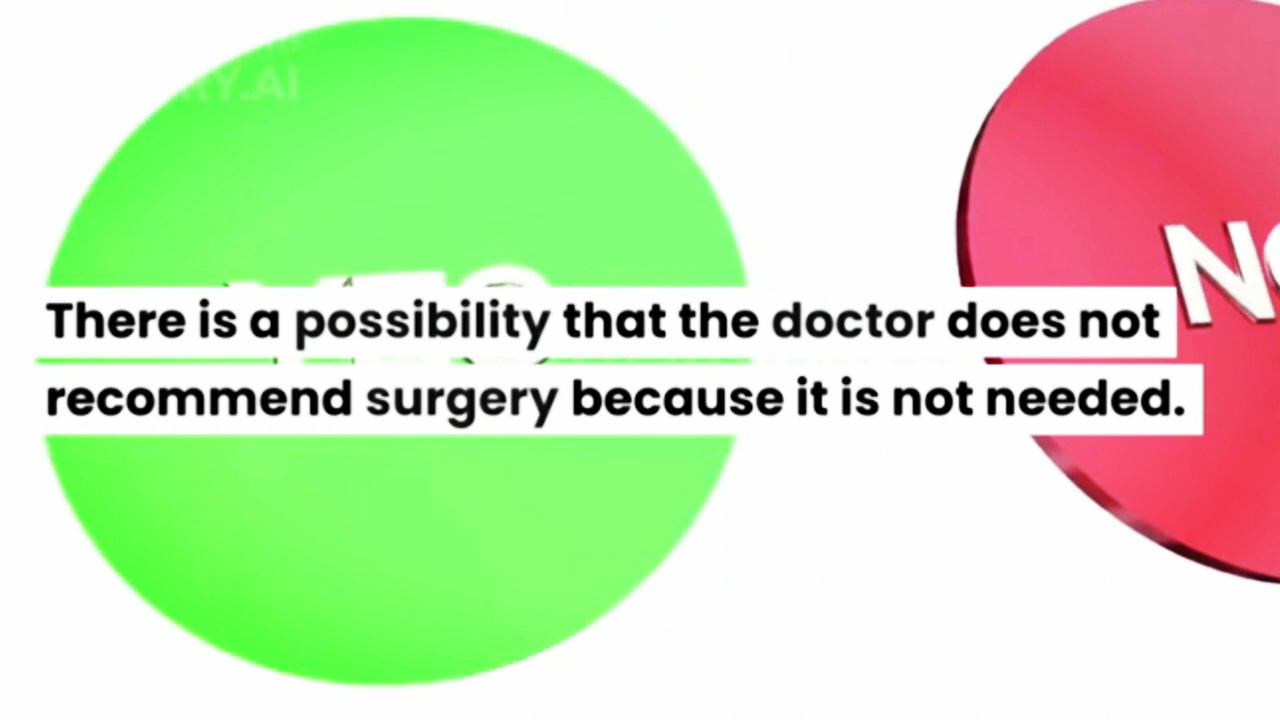 There is a possibility that the doctor does not
recommend surgery because it is not needed.